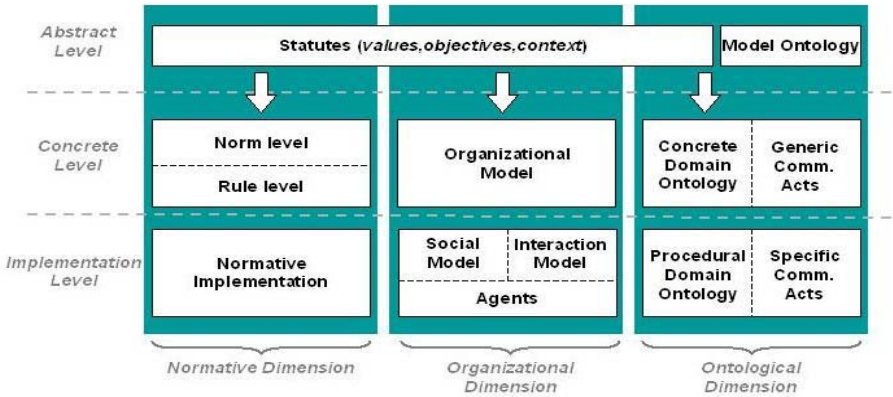 Abstract
Level
Statutes (values,objectives,context)
Model Ontology
Concrete
Level
Norm level
Rule level
Organizational
Model
Concrete
Domain
Ontology
Generic
Comm.
Acts
Implementation
Level
Normative
Implementation
Social
Model
Interaction
Model
Agents
Procedural
Domain
Ontology
Specific
Comm.
Acts
Normative Dimension
Organizational
Dimension
Ontological
Dimension